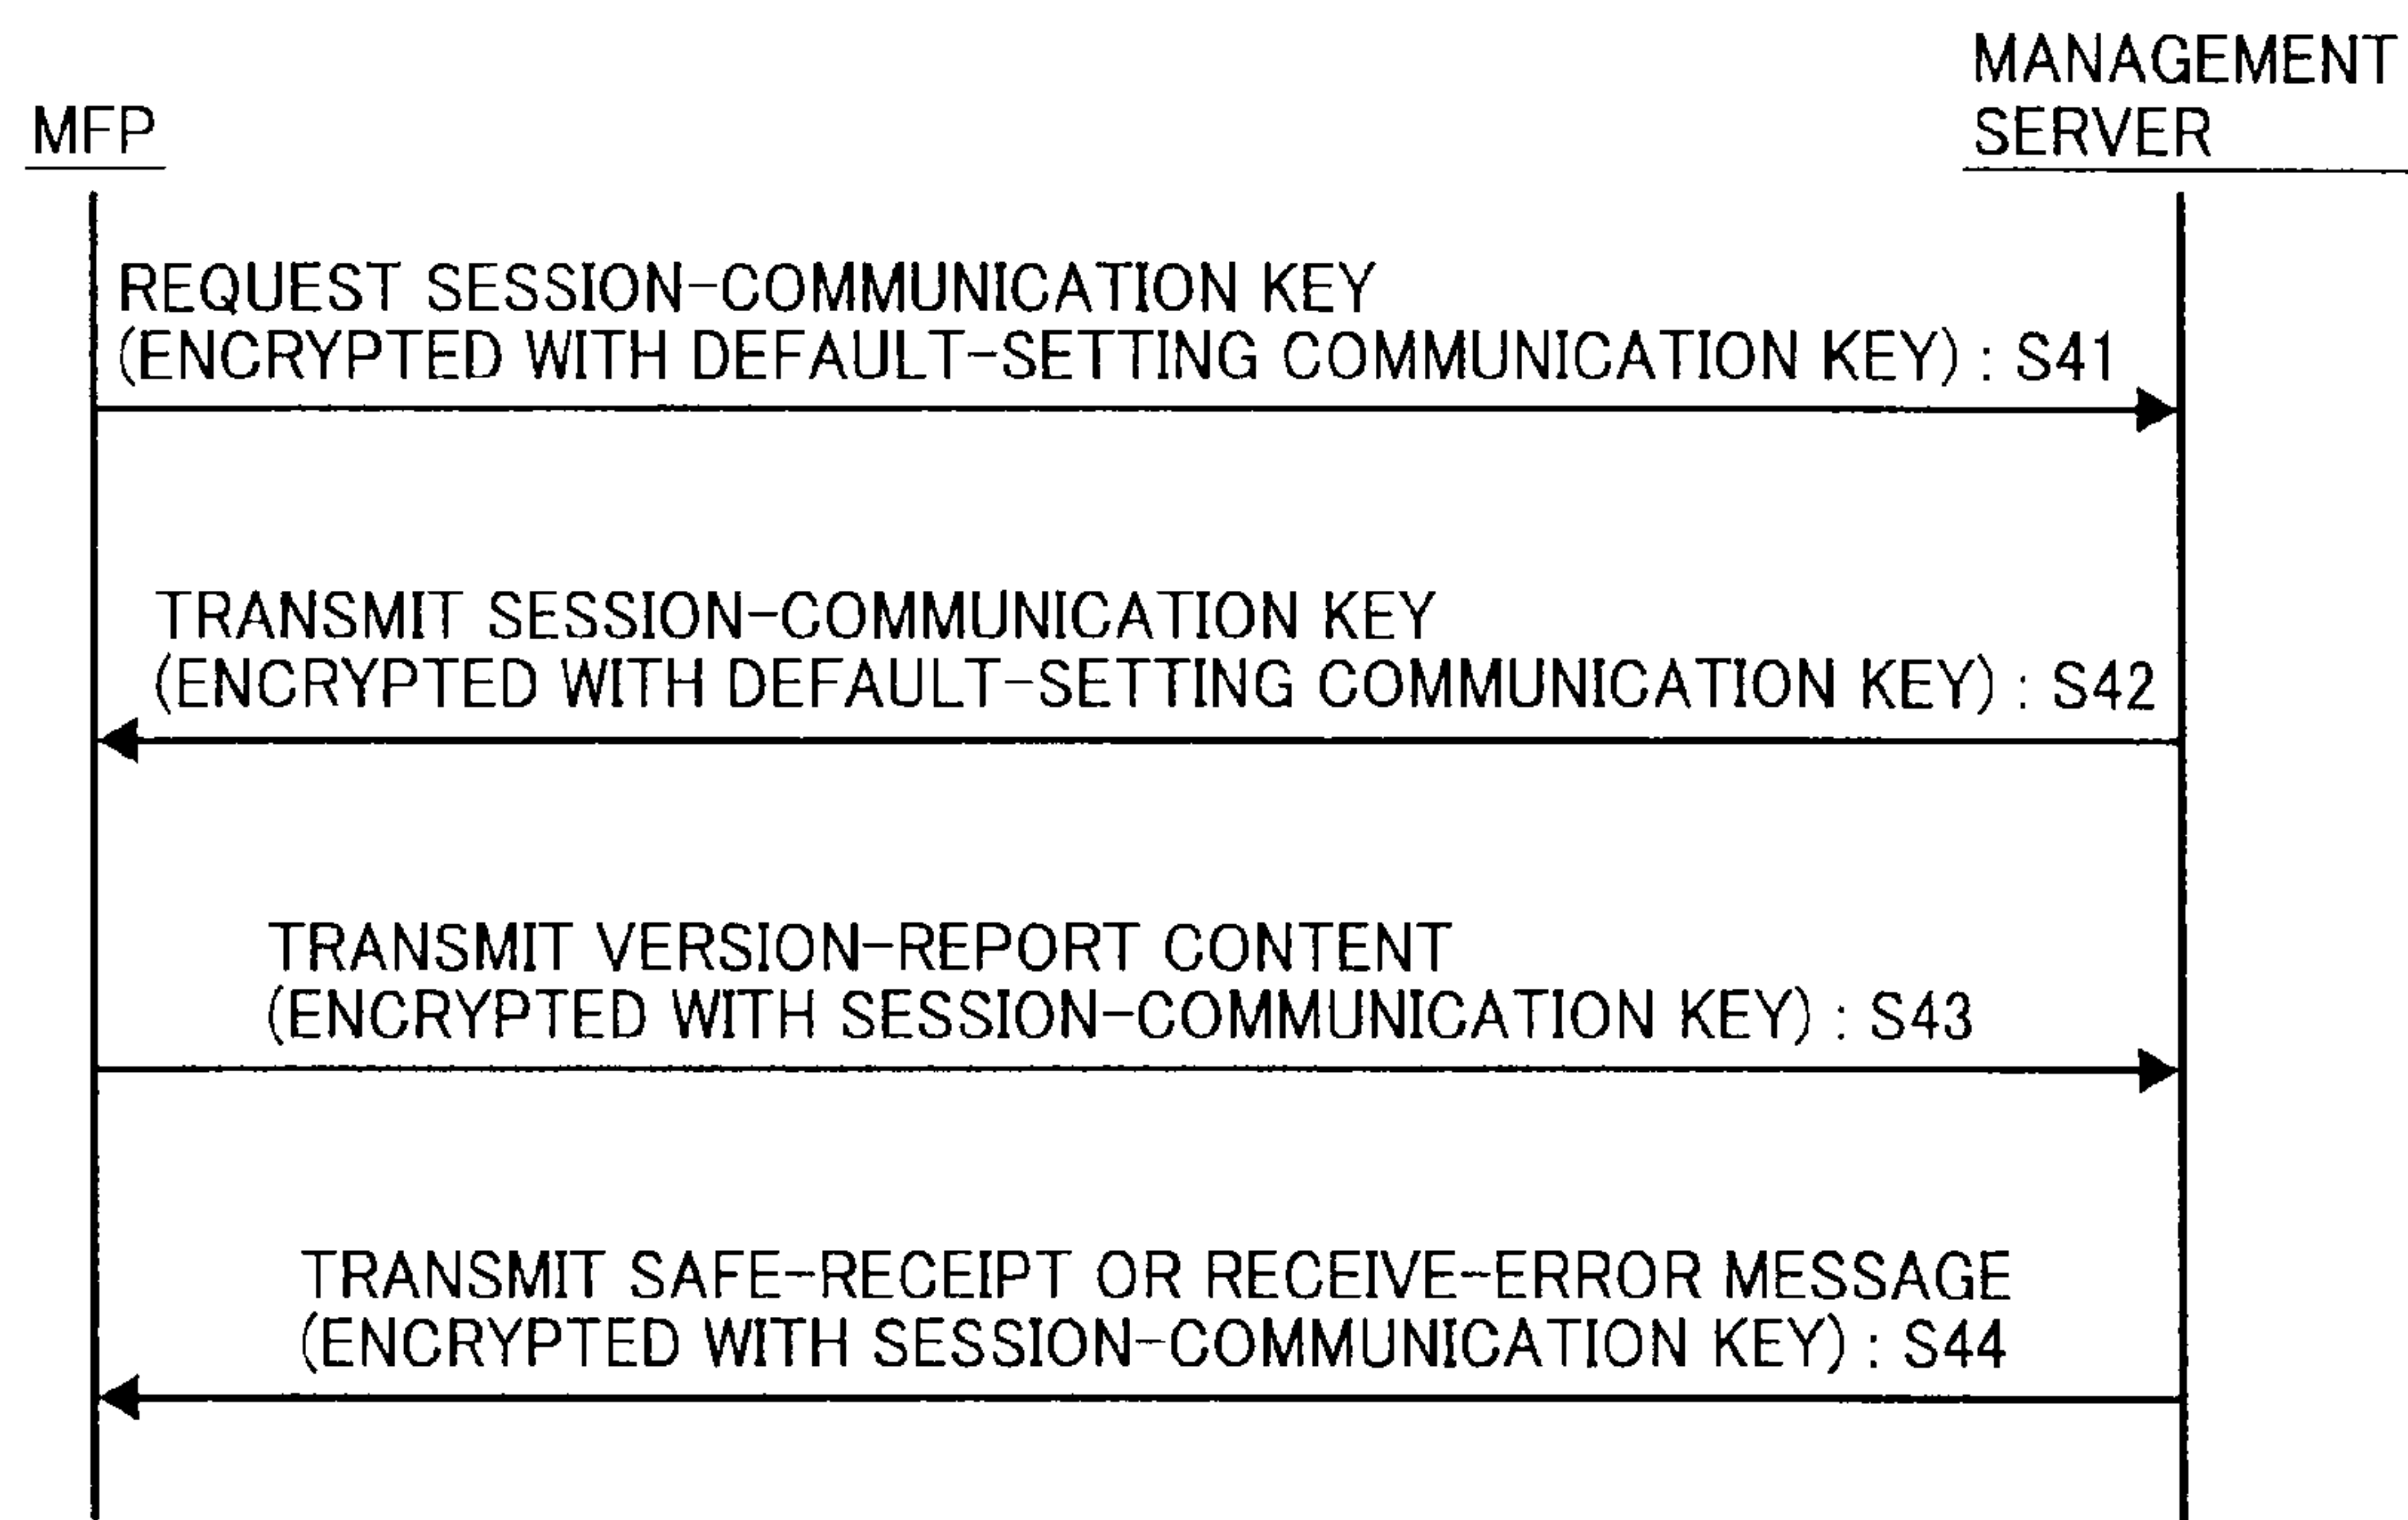 MFP
MANAGEMENT
SERVER
REQUEST SESSION-COMMUNICATION KEY
(ENCRYPTED WITH DEFAULT-SETTING COMMUNICATION KEY) : S41
TRANSMIT SESSION-COMMUNICATION KEY
(ENCRYPTED WITH DEFAULT-SETTING COMMUNICATION KEY) : S42
TRANSMIT VERSION-REPORT CONTENT
(ENCRYPTED WITH SESSION-COMMUNICATION KEY) : S43
TRANSMIT SAFE-RECEIPT OR RECEIVE-ERROR MESSAGE
(ENCRYPTED WITH SESSION-COMMUNICATION KEY) : S44